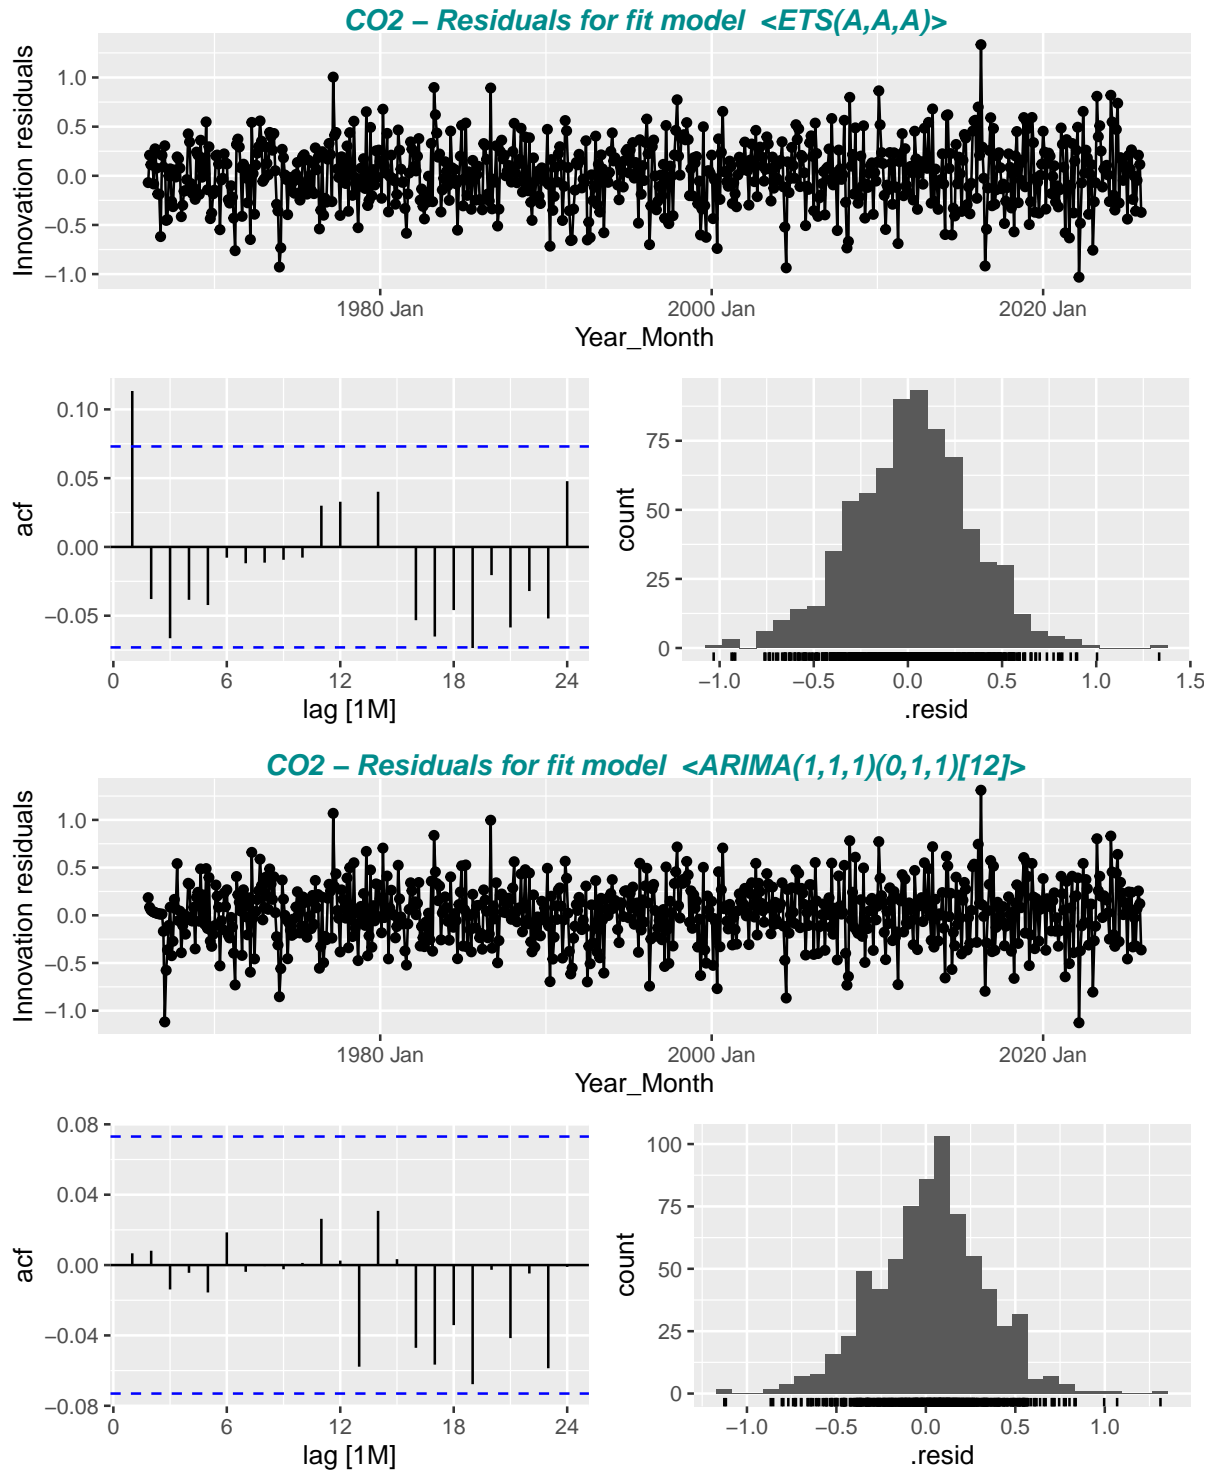 CO2 – Residuals for fit model <ETS(A,A,A)>
Innovation residuals
1.0
0.5
0.0
−0.5
−1.0
1980 Jan 2000 Jan 2020 Jan
Year_Month
acf
0.10
0.05
0.00
−0.05
0 6 12 18 24
lag [1M]
count
75
50
25
0
−1.0 −0.5 0.0 0.5 1.0 1.5
.resid
CO2 – Residuals for fit model <ARIMA(1,1,1)(0,1,1)[12]>
Innovation residuals
1.0
0.5
0.0
−0.5
−1.0
1980 Jan 2000 Jan 2020 Jan
Year_Month
acf
0.08
0.04
0.00
−0.04
−0.08
0 6 12 18 24
lag [1M]
count
100
75
50
25
0
−1.0 −0.5 0.0 0.5 1.0
.resid